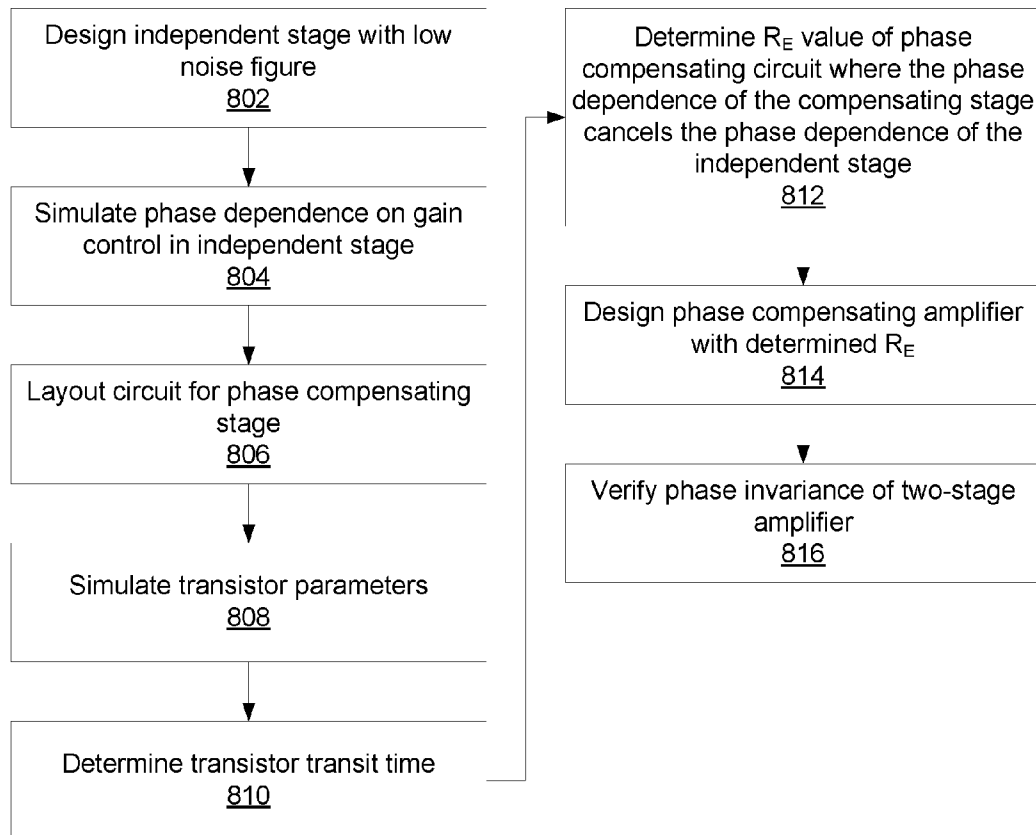 Design independent stage with low
noise figure
802
Simulate phase dependence on gain
control in independent stage
804
Layout circuit for phase compensating
stage
806
Simulate transistor parameters
808
Determine transistor transit time
810
Determine RE value of phase
compensating circuit where the phase
dependence of the compensating stage
cancels the phase dependence of the
independent stage
812
Design phase compensating amplifier
with determined RE
814
Verify phase invariance of two-stage
amplifier
816